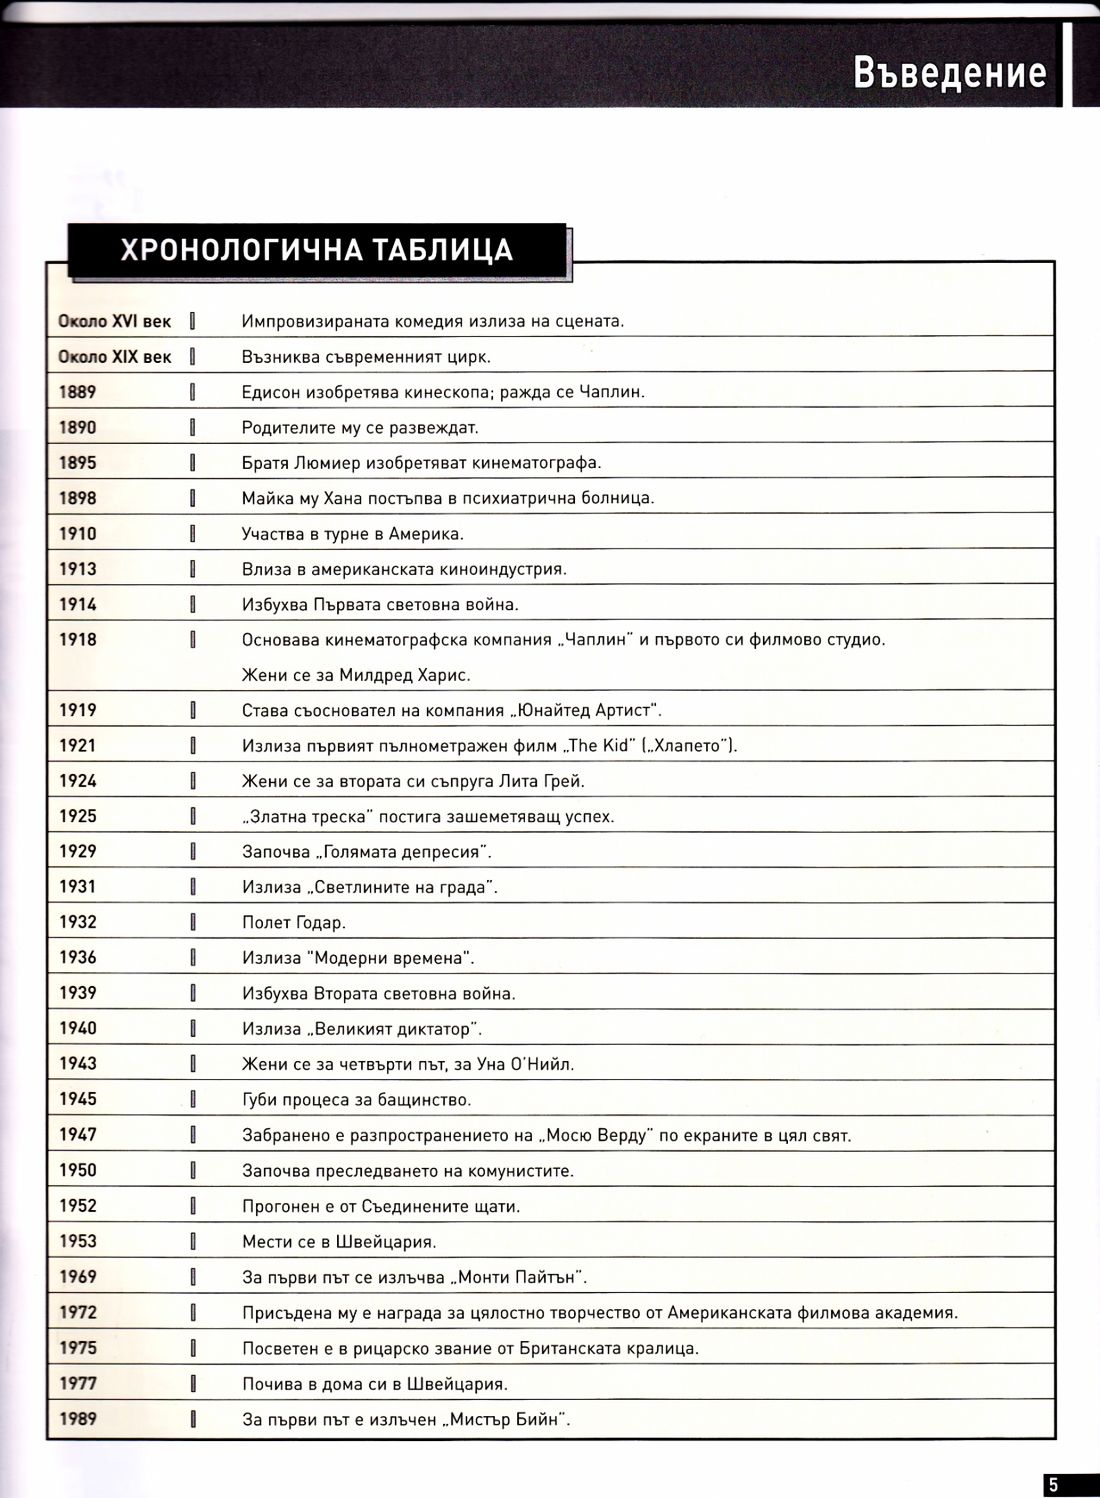 Въведение
ХРОНОЛОГИЧНА ТАБЛИЦА
Около XVI век Импровизираната комедия излиза на сцената.
Около XIX век Възниква съвременният цирк.
1889 Едисон изобретява кинескопа; ражда се Чаплин.
1890 Родителите му се развеждат.
1895 Братя Люмиер изобретяват кинематографа.
1898 Майка му Хана постъпва в психиатрична болница.
1910 Участва в турне в Америка.
1913 Влиза в американската киноиндустрия.
1914 Избухва Първата световна война.
1918 Основава кинематографска компания „Чаплин" и първото си филмово студио.
Жени се за Милдред Харис.
1919 Става съосновател на компания „Юнайтед Артист".
1921 Излиза първият пълнометражен филм „The Kid" („Хлапето").
1924 Жени се за втората си съпруга Лита Грей.
1925 „Златна треска" постига зашеметяващ успех.
1929 Започва „Голямата депресия".
1931 Излиза „Светлините на града".
1932 Полет Годар.
1936 Излиза "Модерни времена".
1939 Избухва Втората световна война.
1940 Излиза „Великият диктатор".
1943 Жени се за четвърти път, за Уна О'Нийл.
1945 Губи процеса за бащинство.
1947 Забранено е разпространението на „Мосю Верду" по екраните в цял свят.
1950 Започва преследването на комунистите.
1952 Прогонен е от Съединените щати.
1953 Мести се в Швейцария.
1969 За първи път се излъчва „Монти Пайтън".
1972 Присъдена му е награда за цялостно творчество от Американската филмова академия.
1975 Посветен е в рицарско звание от Британската кралица.
1977 Почива в дома си в Швейцария.
1989 За първи път е излъчен „Мистър Бийн".
5